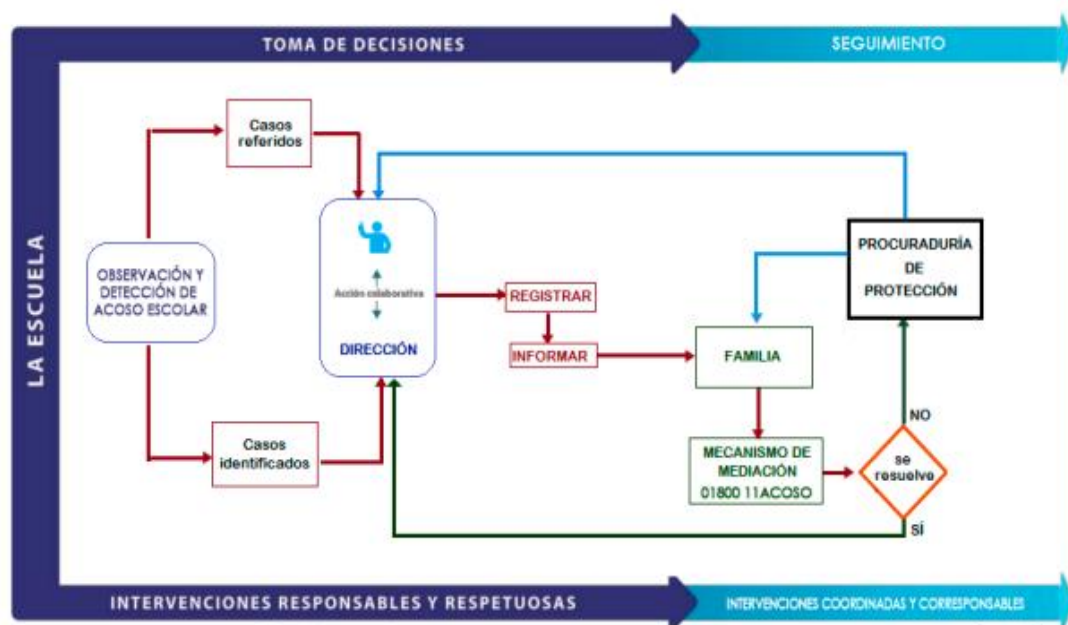 TOMA DE DECISIONES
SEGUIMIENTO
LA ESCUELA
Casos
referidos
OBSERVACIÓN Y
DETECCIÓN DE
ACOSO ESCOLAR
Acción colaborativa
DIRECCIÓN
Casos
identificados
REGISTRAR
INFORMAR
FAMILIA
MECANISMO DE
MEDIACIÓN
01800 11ACOSO
PROCURADURÍA
DE
PROTECCIÓN
NO
se
resuelve
SÍ
INTERVENCIONES RESPONSABLES Y RESPETUOSAS
INTERVENCIONES COORDINADAS Y CORRESPONSABLES